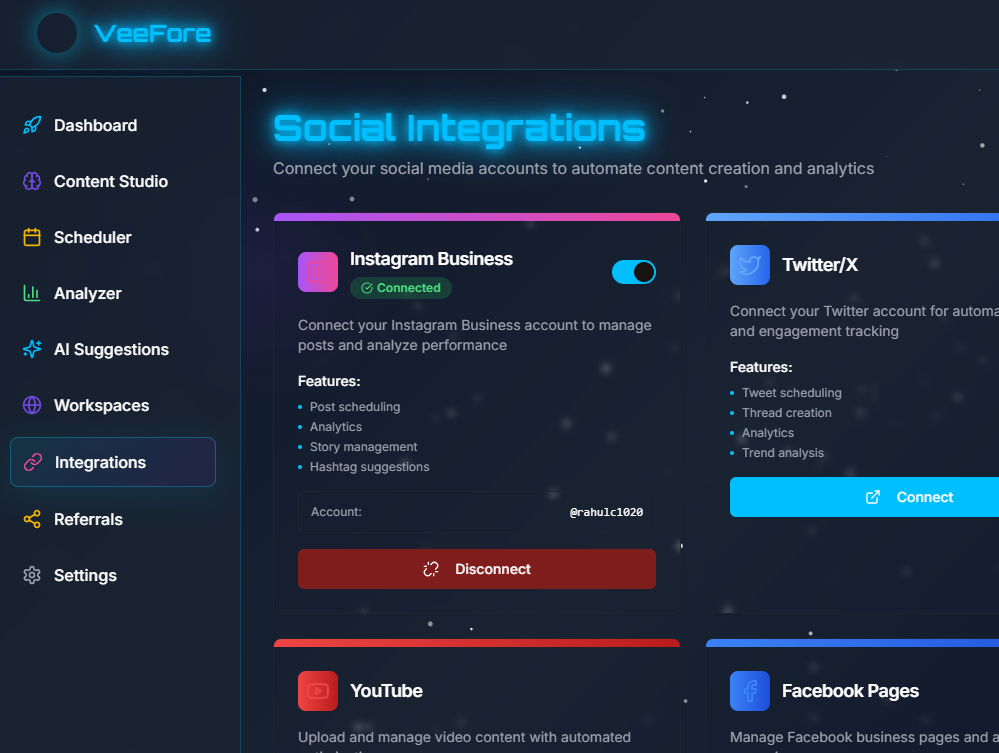 VeeFore
Dashboard
Content Studio
Scheduler
Analyzer
AI Suggestions
Workspaces
Integrations
Referrals
Settings
Social Integrations
Connect your social media accounts to automate content creation and analytics
Instagram Business
Connected
Connect your Instagram Business account to manage
posts and analyze performance
Features:
Post scheduling
Analytics
Story management
Hashtag suggestions
Account:
@rahulc1020
Disconnect
Twitter/X
Connect your Twitter account for
and engagement tracking
Features:
Tweet scheduling
Thread creation
Analytics
Trend analysis
Connect
YouTube
Upload and manage video content with automated
Facebook Pages
Manage Facebook business pages and